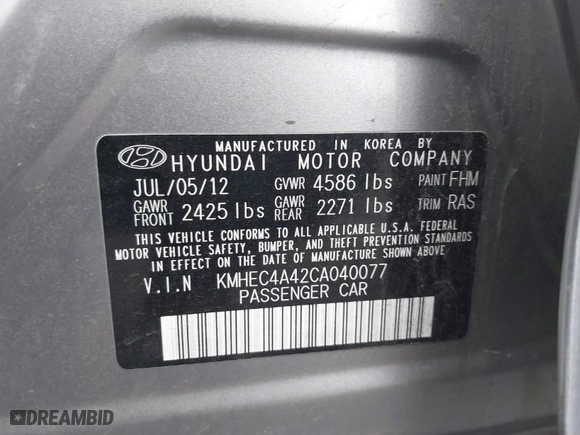 MANUFACTURED IN KOREA BY
HYUNDAI MOTOR COMPANY
JUL/05/12 GVWR 4586 lbs PAINT FHM
GAWR FRONT 2425 lbs GAWR REAR 2271 lbs TRIM RAS
THIS VEHICLE CONFORMS TO ALL APPLICABLE U.S.A. FEDERAL
MOTOR VEHICLE SAFETY, BUMPER, AND THEFT PREVENTION STANDARDS
IN EFFECT ON THE DATE OF MANUFACTURE SHOWN ABOVE
V.I.N KMHEC4A42CA040077
PASSENGER CAR
DREAMBID